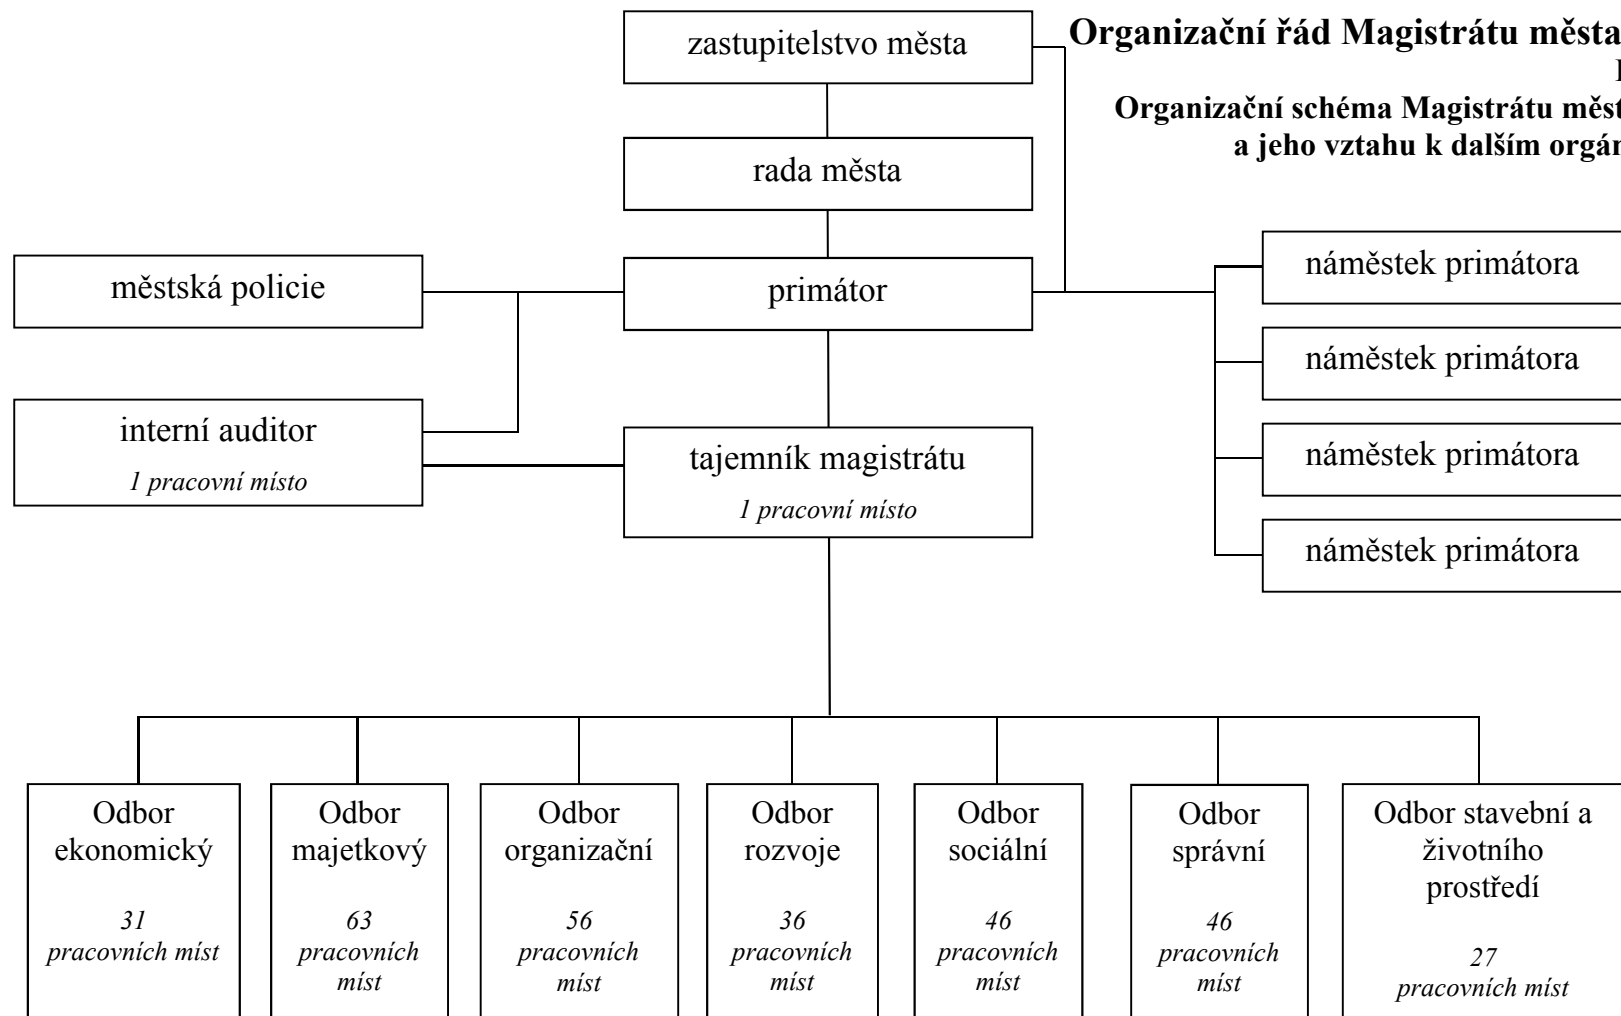 zastupitelstvo města
Organizační řád Magistrátu města
Organizační schéma Magistrátu měst
a jeho vztahu k dalším orgán
rada města
městská policie
primátor
náměstek primátora
náměstek primátora
interní auditor
1 pracovní místo
tajemník magistrátu
1 pracovní místo
náměstek primátora
náměstek primátora
Odbor
ekonomický
31
pracovních míst
Odbor
majetkový
63
pracovních
míst
Odbor
organizační
56
pracovních
míst
Odbor
rozvoje
36
pracovních
míst
Odbor
sociální
46
pracovních
míst
Odbor
správní
46
pracovních
míst
Odbor stavební a
životního
prostředí
27
pracovních míst